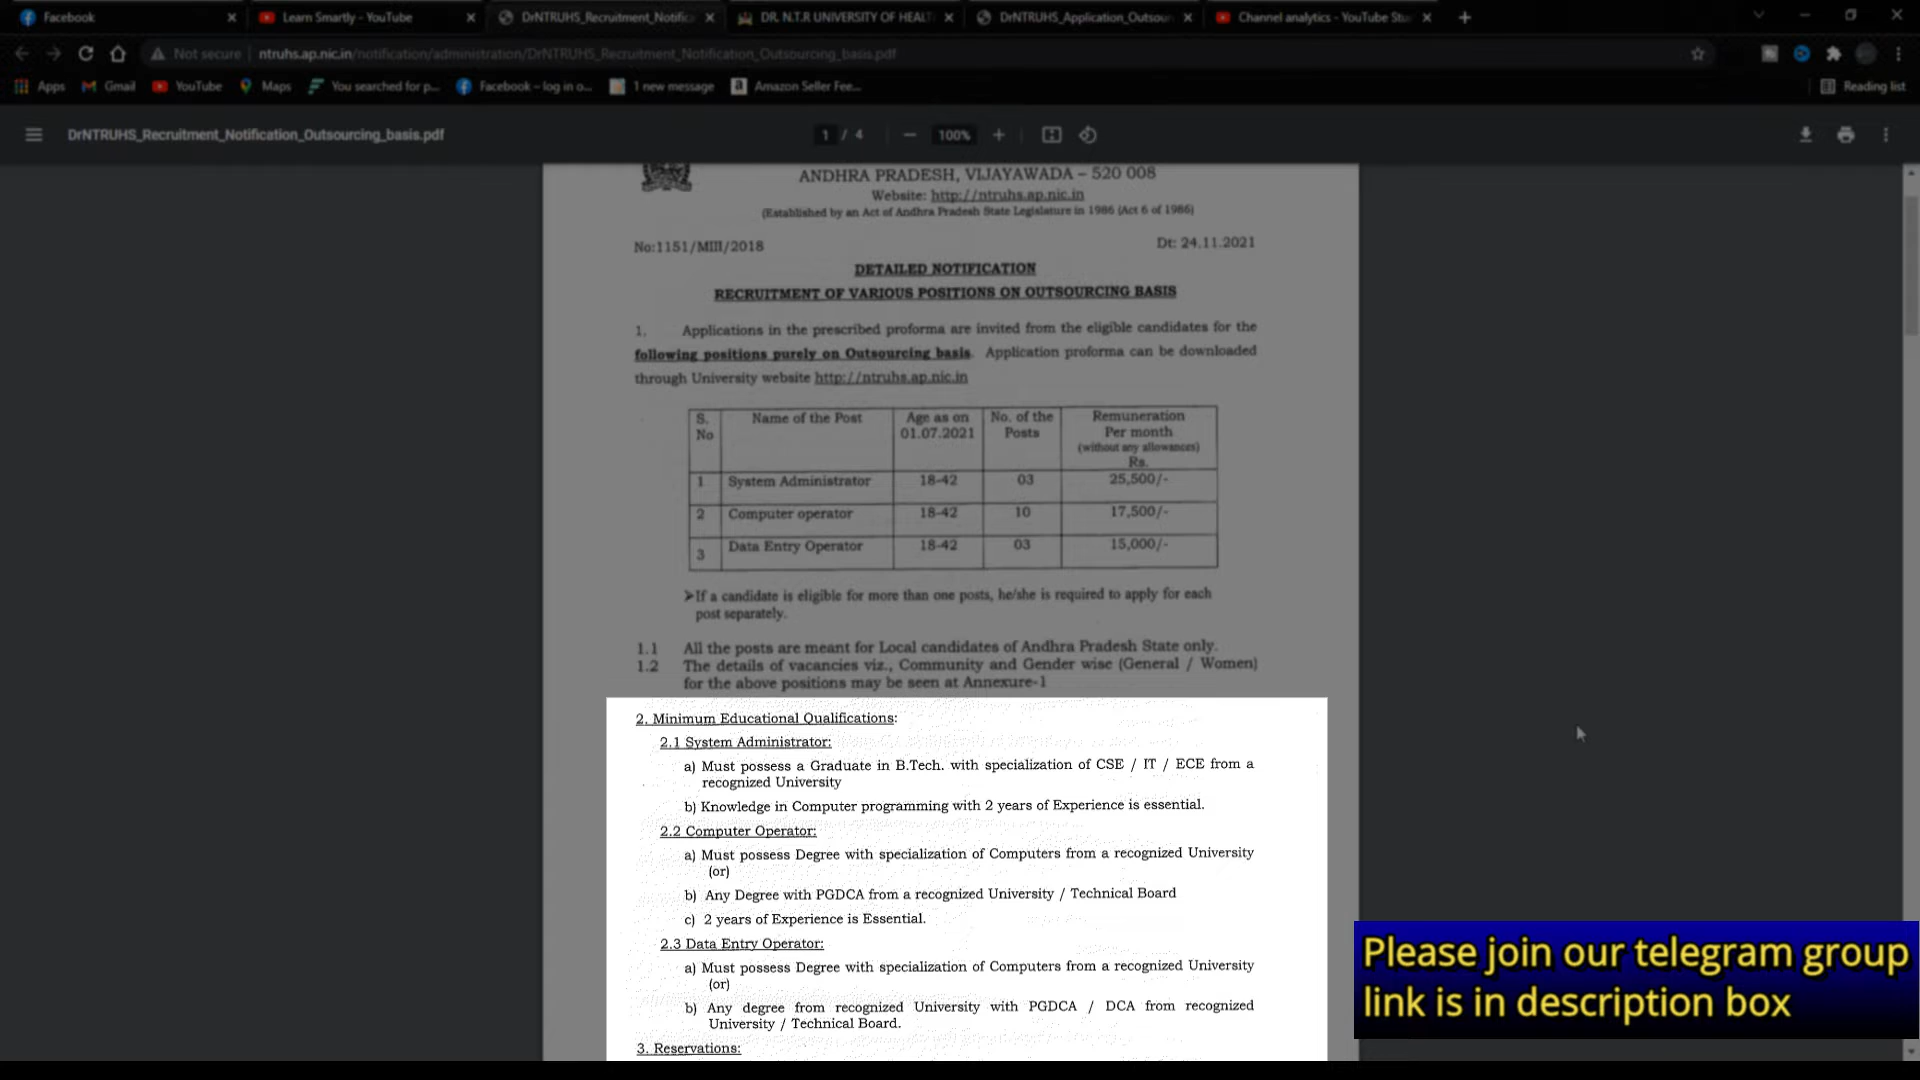 Facebook
Learn Smartly - YouTube
DrNTRUHS_Recruitment_Notific
DR. N.T.R UNIVERSITY OF HEALT
DrNTRUHS_Application_Outsour
Channel analytics - YouTube Stu
Not secure
ntruhs.ap.nic.in/notification/administration/DrNTRUHS_Recruitment_Notification_Outsourcing_basis.pdf
Apps
Gmail
YouTube
Maps
You searched for p...
Facebook – log in o...
1 new message
Amazon Seller Fee...
Reading list
DrNTRUHS_Recruitment_Notification_Outsourcing_basis.pdf
1 / 4
100%
ANDHRA PRADESH, VIJAYAWADA – 520 008
Website: http://ntruhs.ap.nic.in
(Established by an Act of Andhra Pradesh State Legislature in 1986 (Act 6 of 1986)
No:1151/MIII/2018 Dt: 24.11.2021
DETAILED NOTIFICATION
RECRUITMENT OF VARIOUS POSITIONS ON OUTSOURCING BASIS
1. Applications in the prescribed proforma are invited from the eligible candidates for the
following positions purely on Outsourcing basis. Application proforma can be downloaded
through University website http://ntruhs.ap.nic.in
S. No Name of the Post Age as on 01.07.2021 No. of the Posts Remuneration Per month (without any allowances) Rs.
1 System Administrator 18-42 03 25,500/-
2 Computer operator 18-42 10 17,500/-
3 Data Entry Operator 18-42 03 15,000/-
➤If a candidate is eligible for more than one posts, he/she is required to apply for each
post separately.
1.1 All the posts are meant for Local candidates of Andhra Pradesh State only.
1.2 The details of vacancies viz., Community and Gender wise (General / Women)
for the above positions may be seen at Annexure-1
2. Minimum Educational Qualifications:
2.1 System Administrator:
a) Must possess a Graduate in B.Tech. with specialization of CSE / IT / ECE from a
recognized University
b) Knowledge in Computer programming with 2 years of Experience is essential.
2.2 Computer Operator:
a) Must possess Degree with specialization of Computers from a recognized University
(or)
b) Any Degree with PGDCA from a recognized University / Technical Board
c) 2 years of Experience is Essential.
2.3 Data Entry Operator:
a) Must possess Degree with specialization of Computers from a recognized University
(or)
b) Any degree from recognized University with PGDCA / DCA from recognized
University / Technical Board.
3. Reservations:
Please join our telegram group
link is in description box